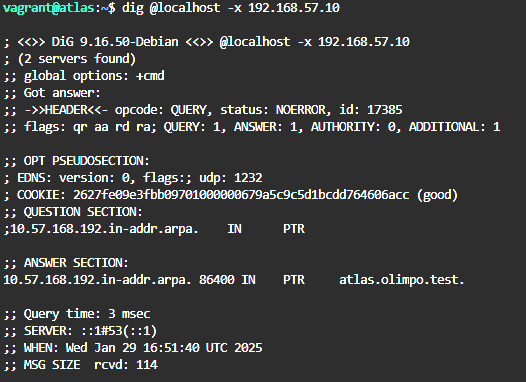 vagrant@atlas:~$ dig @localhost -x 192.168.57.10
; <<>> DiG 9.16.50-Debian <<>> @localhost -x 192.168.57.10
; (2 servers found)
;; global options: +cmd
;; Got answer:
;; ->>HEADER<<- opcode: QUERY, status: NOERROR, id: 17385
;; flags: qr aa rd ra; QUERY: 1, ANSWER: 1, AUTHORITY: 0, ADDITIONAL: 1
;; OPT PSEUDOSECTION:
; EDNS: version: 0, flags:; udp: 1232
; COOKIE: 2627fe09e3fbb09701000000679a5c9c5d1bcdd764606acc (good)
;; QUESTION SECTION:
;10.57.168.192.in-addr.arpa. IN PTR
;; ANSWER SECTION:
10.57.168.192.in-addr.arpa. 86400 IN PTR atlas.olimpo.test.
;; Query time: 3 msec
;; SERVER: ::1#53(::1)
;; WHEN: Wed Jan 29 16:51:40 UTC 2025
;; MSG SIZE rcvd: 114